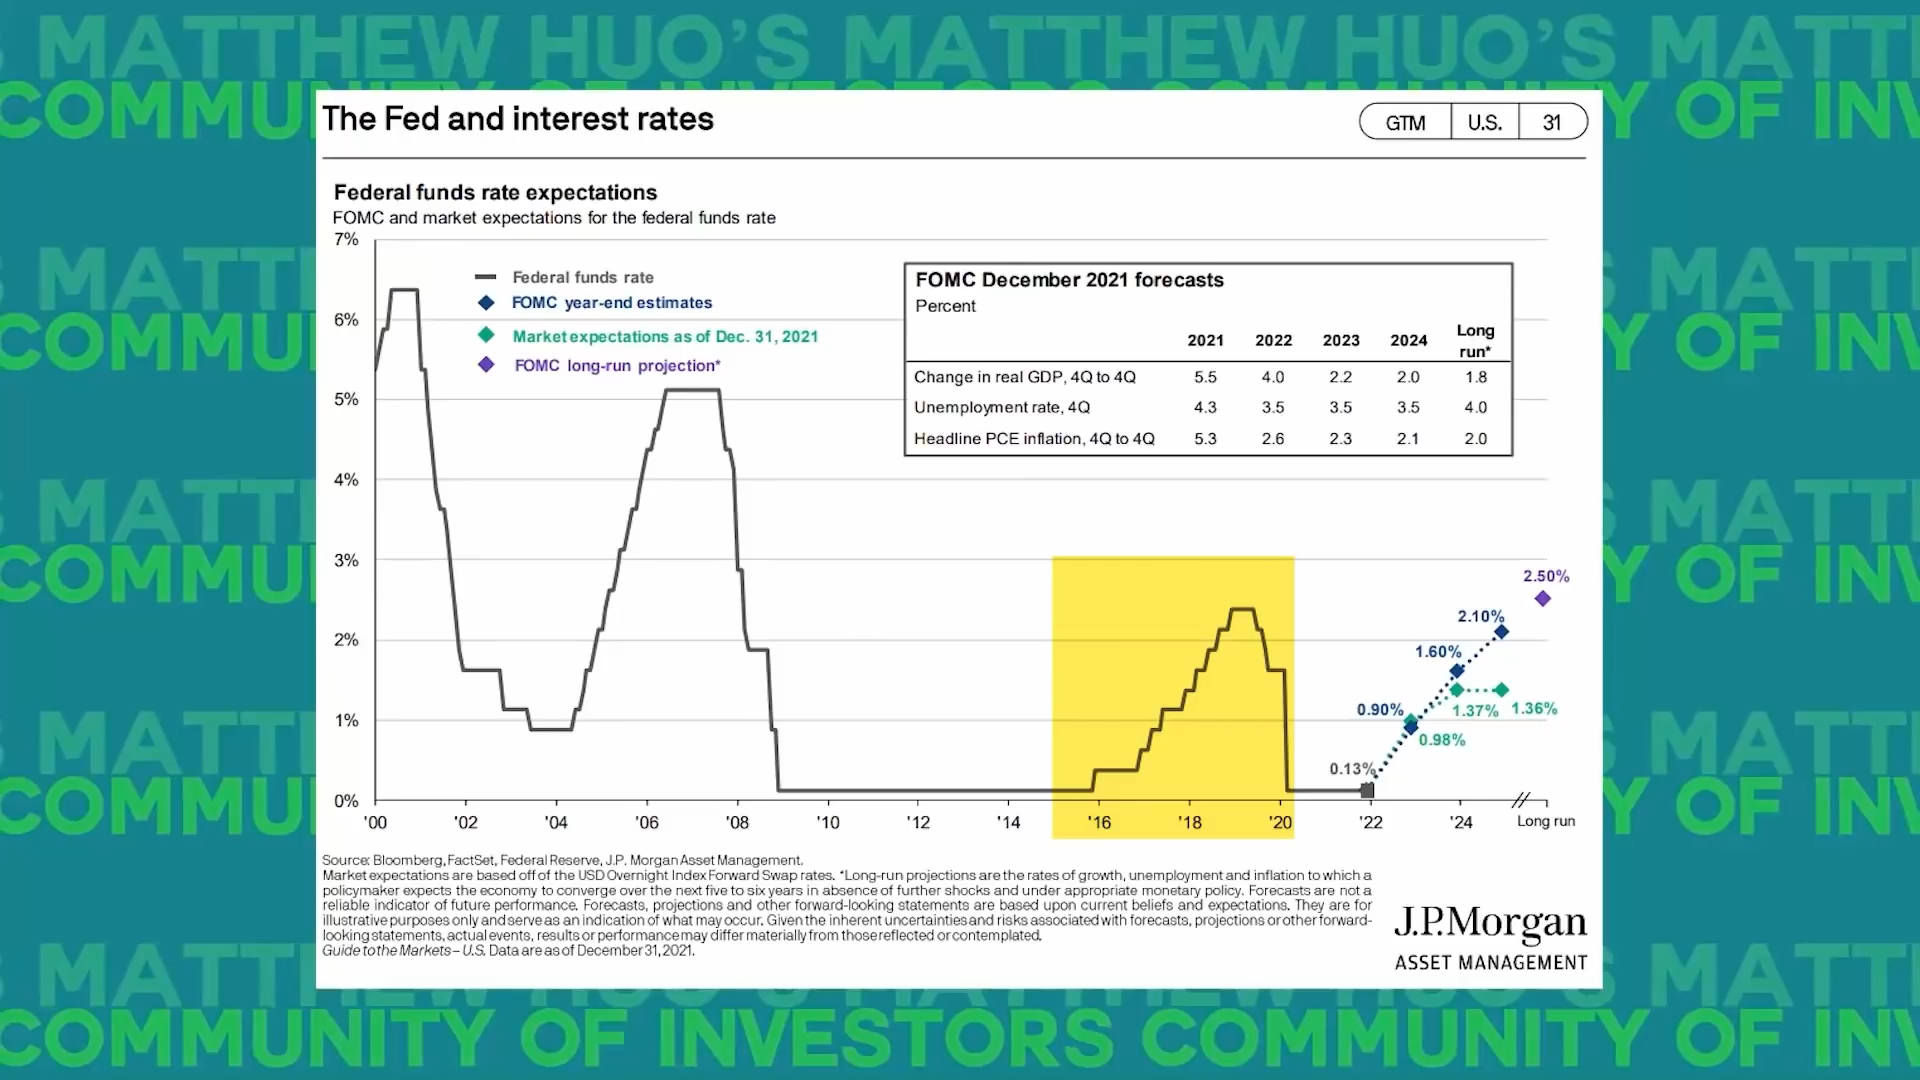 S MATTHEW HUO'S MATTHEW HUO'S MATT
COMMUNITY OF INV
The Fed and interest rates
GTM U.S. 31
Federal funds rate expectations
FOMC and market expectations for the federal funds rate
7%
6%
5%
4%
3%
2%
1%
0%
Federal funds rate
FOMC year-end estimates
Market expectations as of Dec. 31, 2021
FOMC long-run projection*
FOMC December 2021 forecasts
Percent
2021 2022 2023 2024 Long run*
Change in real GDP, 4Q to 4Q 5.5 4.0 2.2 2.0 1.8
Unemployment rate, 4Q 4.3 3.5 3.5 3.5 4.0
Headline PCE inflation, 4Q to 4Q 5.3 2.6 2.3 2.1 2.0
2.50%
2.10%
1.60%
0.90%
1.37%
1.36%
0.98%
0.13%
'00 '02 '04 '06 '08 '10 '12 '14 '16 '18 '20 '22 '24 Long run
Source: Bloomberg, FactSet, Federal Reserve, J.P. Morgan Asset Management.
Market expectations are based off of the USD Overnight Index Forward Swap rates. *Long-run projections are the rates of growth, unemployment and inflation to which a
policymaker expects the economy to converge over the next five to six years in absence of further shocks and under appropriate monetary policy. Forecasts are not a
reliable indicator of future performance. Forecasts, projections and other forward-looking statements are based upon current beliefs and expectations. They are for
illustrative purposes only and serve as an indication of what may occur. Given the inherent uncertainties and risks associated with forecasts, projections or other forward-
looking statements, actual events, results or performance may differ materially from those reflected or contemplated.
Guide to the Markets – U.S. Data are as of December 31, 2021.
J.P.Morgan
ASSET MANAGEMENT
COMMUNITY OF INVESTORS COMMUNITY OF INV